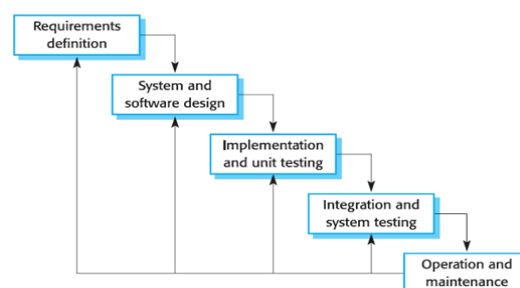 Requirements
definition
System and
software design
Implementation
and unit testing
Integration and
system testing
Operation and
maintenance